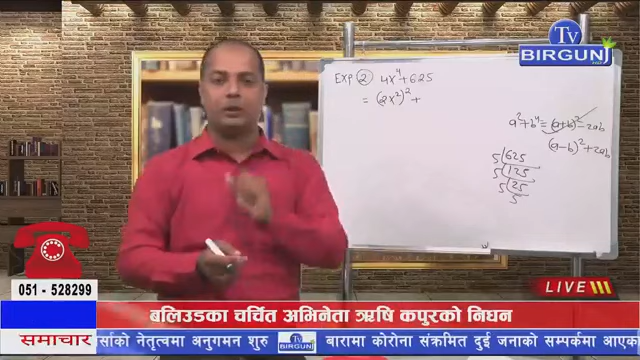 Tv
BIRGUNJ
HD
Exp ② 4x⁴+625
= (2x²)² +
a²+b⁴ = (a+b)² - 2ab
(a-b)² + 2ab
5 625
5 125
5 25
5
LIVE
051 - 528299
बलिउडका चर्चित अभिनेता ऋषि कपुरको निधन
समाचार
र्साको नेतृत्वमा अनुगमन शुरु
Tv
BIRGUNJ
बारामा कोरोना संक्रमित दुई जनाको सम्पर्कमा आएक